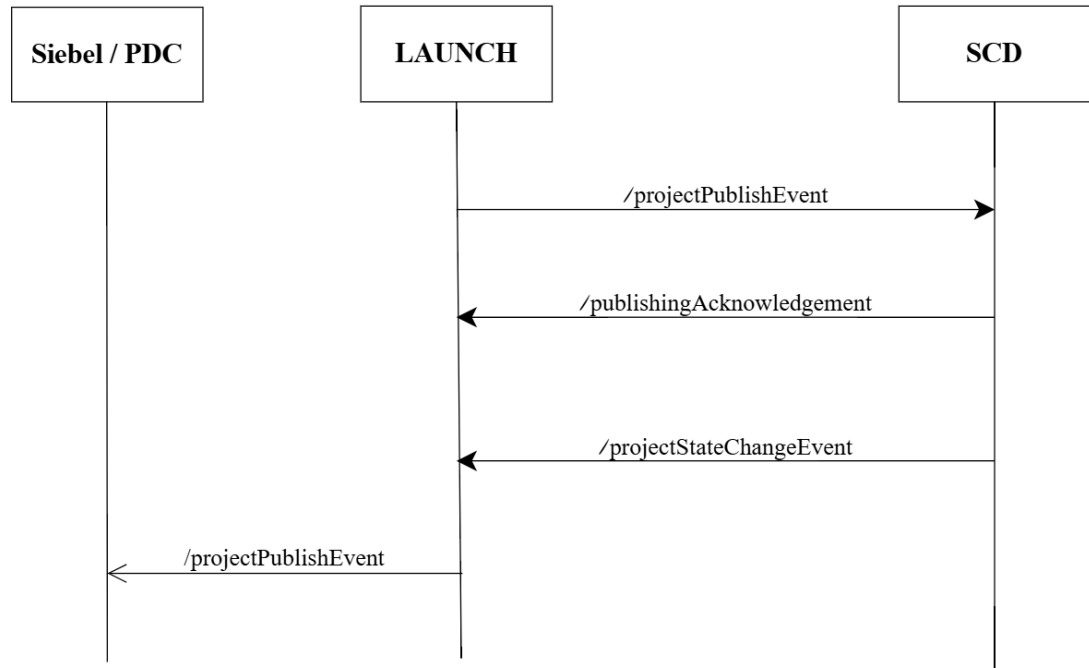 Siebel / PDC
LAUNCH
SCD
/projectPublishEvent
/publishingAcknowledgement
/projectStateChangeEvent
/projectPublishEvent